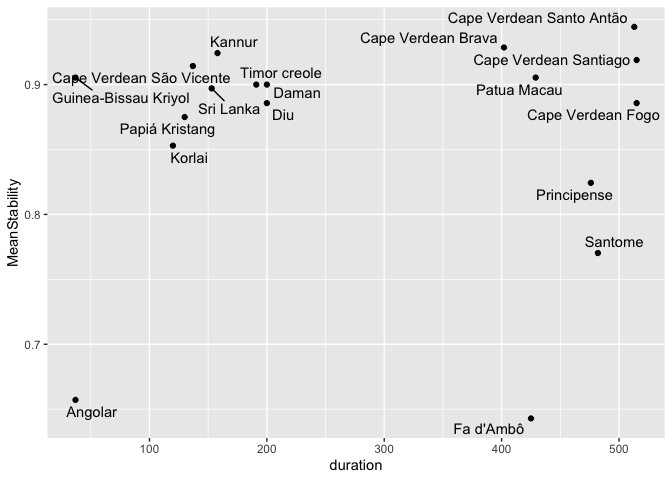 Cape Verdean Santo Antão
Kannur
Cape Verdean Brava
Cape Verdean Santiago
Timor creole
Cape Verdean São Vicente
0.9
Patua Macau
Daman
Guinea-Bissau Kriyol
Sri Lanka
Diu
Cape Verdean Fogo
Papiá Kristang
Korlai
MeanStability
Principense
0.8
Santome
0.7
Angolar
Fa d'Ambô
100
200
300
400
500
duration